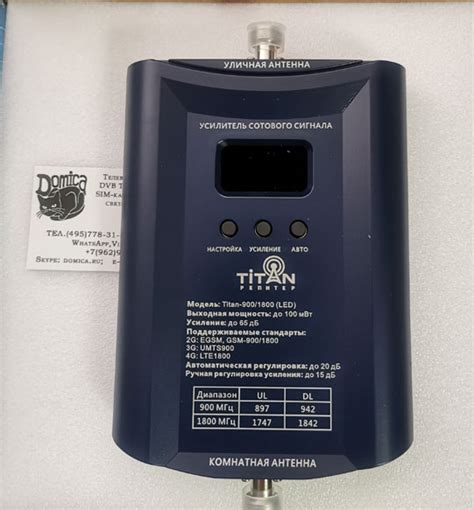 УЛИЧНАЯ АНТЕННА
УСИЛИТЕЛЬ СОТОВОГО СИГНАЛА
НАСТРОЙКА УСИЛЕНИЕ АВТО
TiTAN
РЕПИТЕР
Модель: Titan-900/1800 (LED)
Выходная мощность: до 100 мВт
Усиление: до 65 дБ
Поддерживаемые стандарты:
2G: EGSM, GSM-900/1800
3G: UMTS900
4G: LTE1800
Автоматическая регулировка: до 20 дБ
Ручная регулировка усиления: до 15 дБ
Диапазон UL DL
900 МГц 897 942
1800 МГц 1747 1842
КОМНАТНАЯ АНТЕННА
Domica
DVB
ТЕЛ.(495)778-31-
WhatsApp,
+7(962)
Skype: domica.ru;